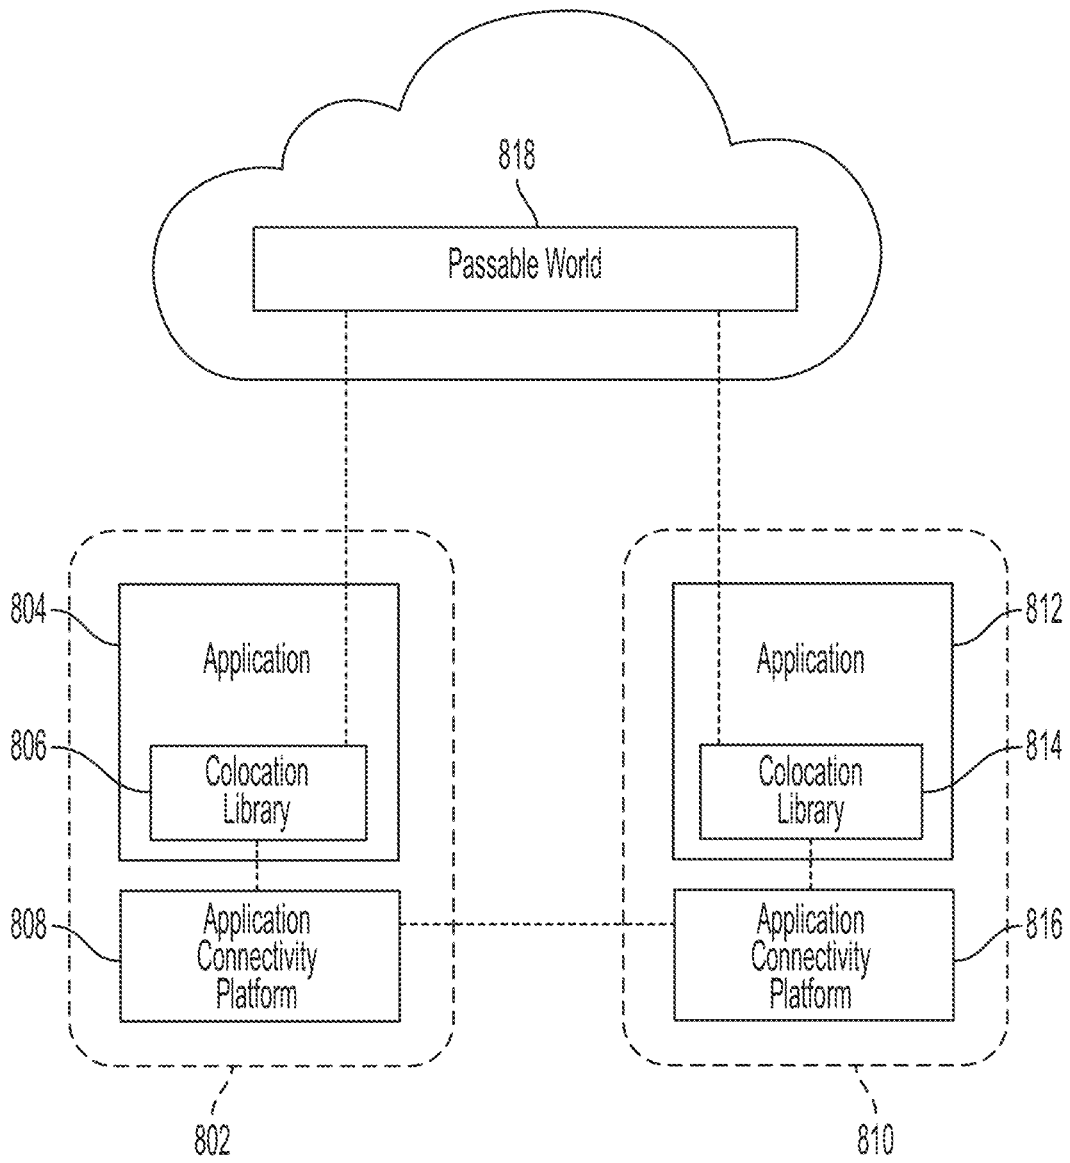 818
Passable World
804
Application
806
Colocation
Library
808
Application
Connectivity
Platform
802
812
Application
814
Colocation
Library
816
Application
Connectivity
Platform
810